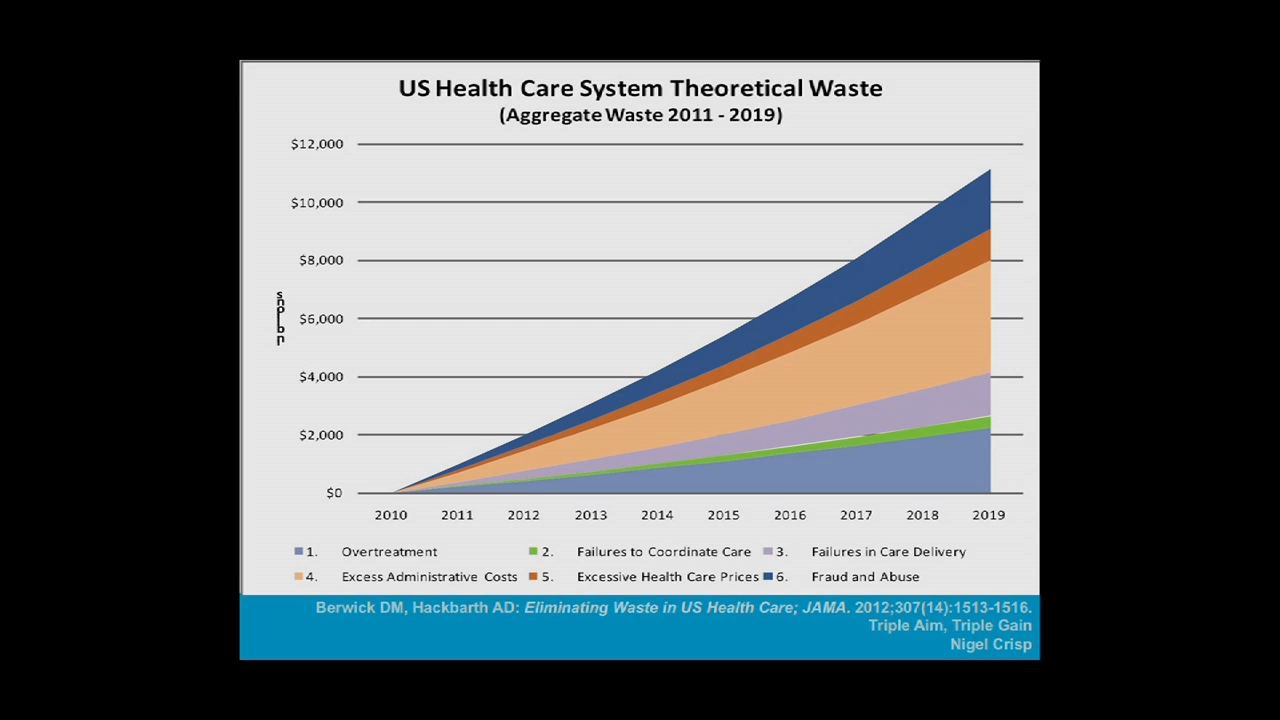 US Health Care System Theoretical Waste
(Aggregate Waste 2011 - 2019)
$12,000
$10,000
$8,000
$6,000
$4,000
$2,000
$0
2010 2011 2012 2013 2014 2015 2016 2017 2018 2019
1. Overtreatment 2. Failures to Coordinate Care 3. Failures in Care Delivery
4. Excess Administrative Costs 5. Excessive Health Care Prices 6. Fraud and Abuse
Berwick DM, Hackbarth AD: Eliminating Waste in US Health Care; JAMA. 2012;307(14):1513-1516.
Triple Aim, Triple Gain
Nigel Crisp